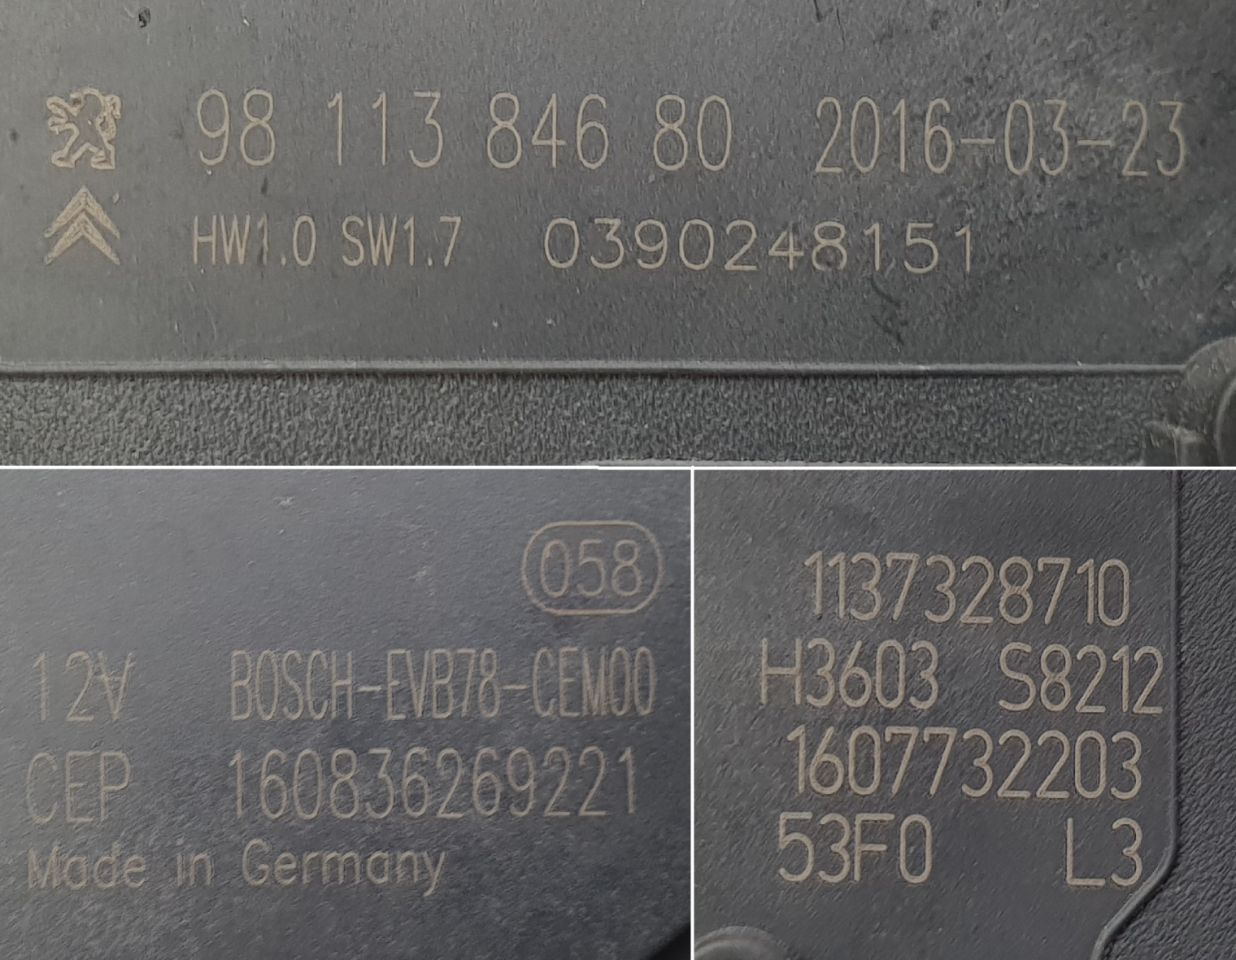 98 113 846 80 2016-03-23
HW1.0 SW1.7 0390248151
058
12V BOSCH-EVB78-CEM00
CEP 160836269221
Made in Germany
1137328710
H3603 S8212
1607732203
53F0 L3